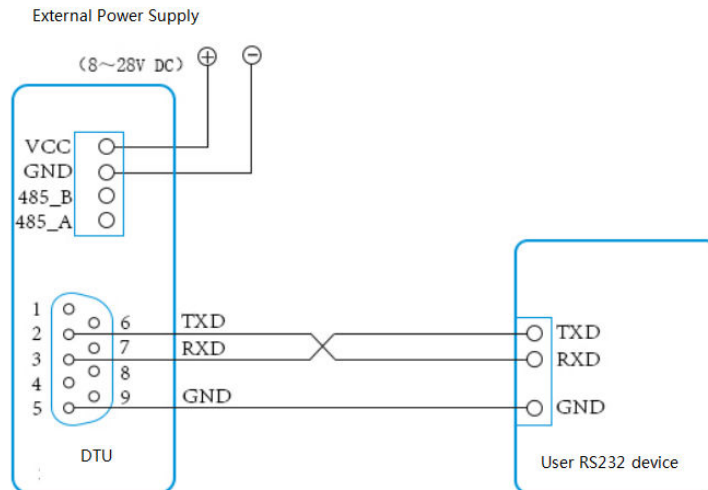 External Power Supply
(8～28V DC) ⊕ ⊖
VCC
GND
485_B
485_A
1
6
2
7
3
8
4
9
5
TXD
RXD
GND
TXD
RXD
GND
DTU
User RS232 device